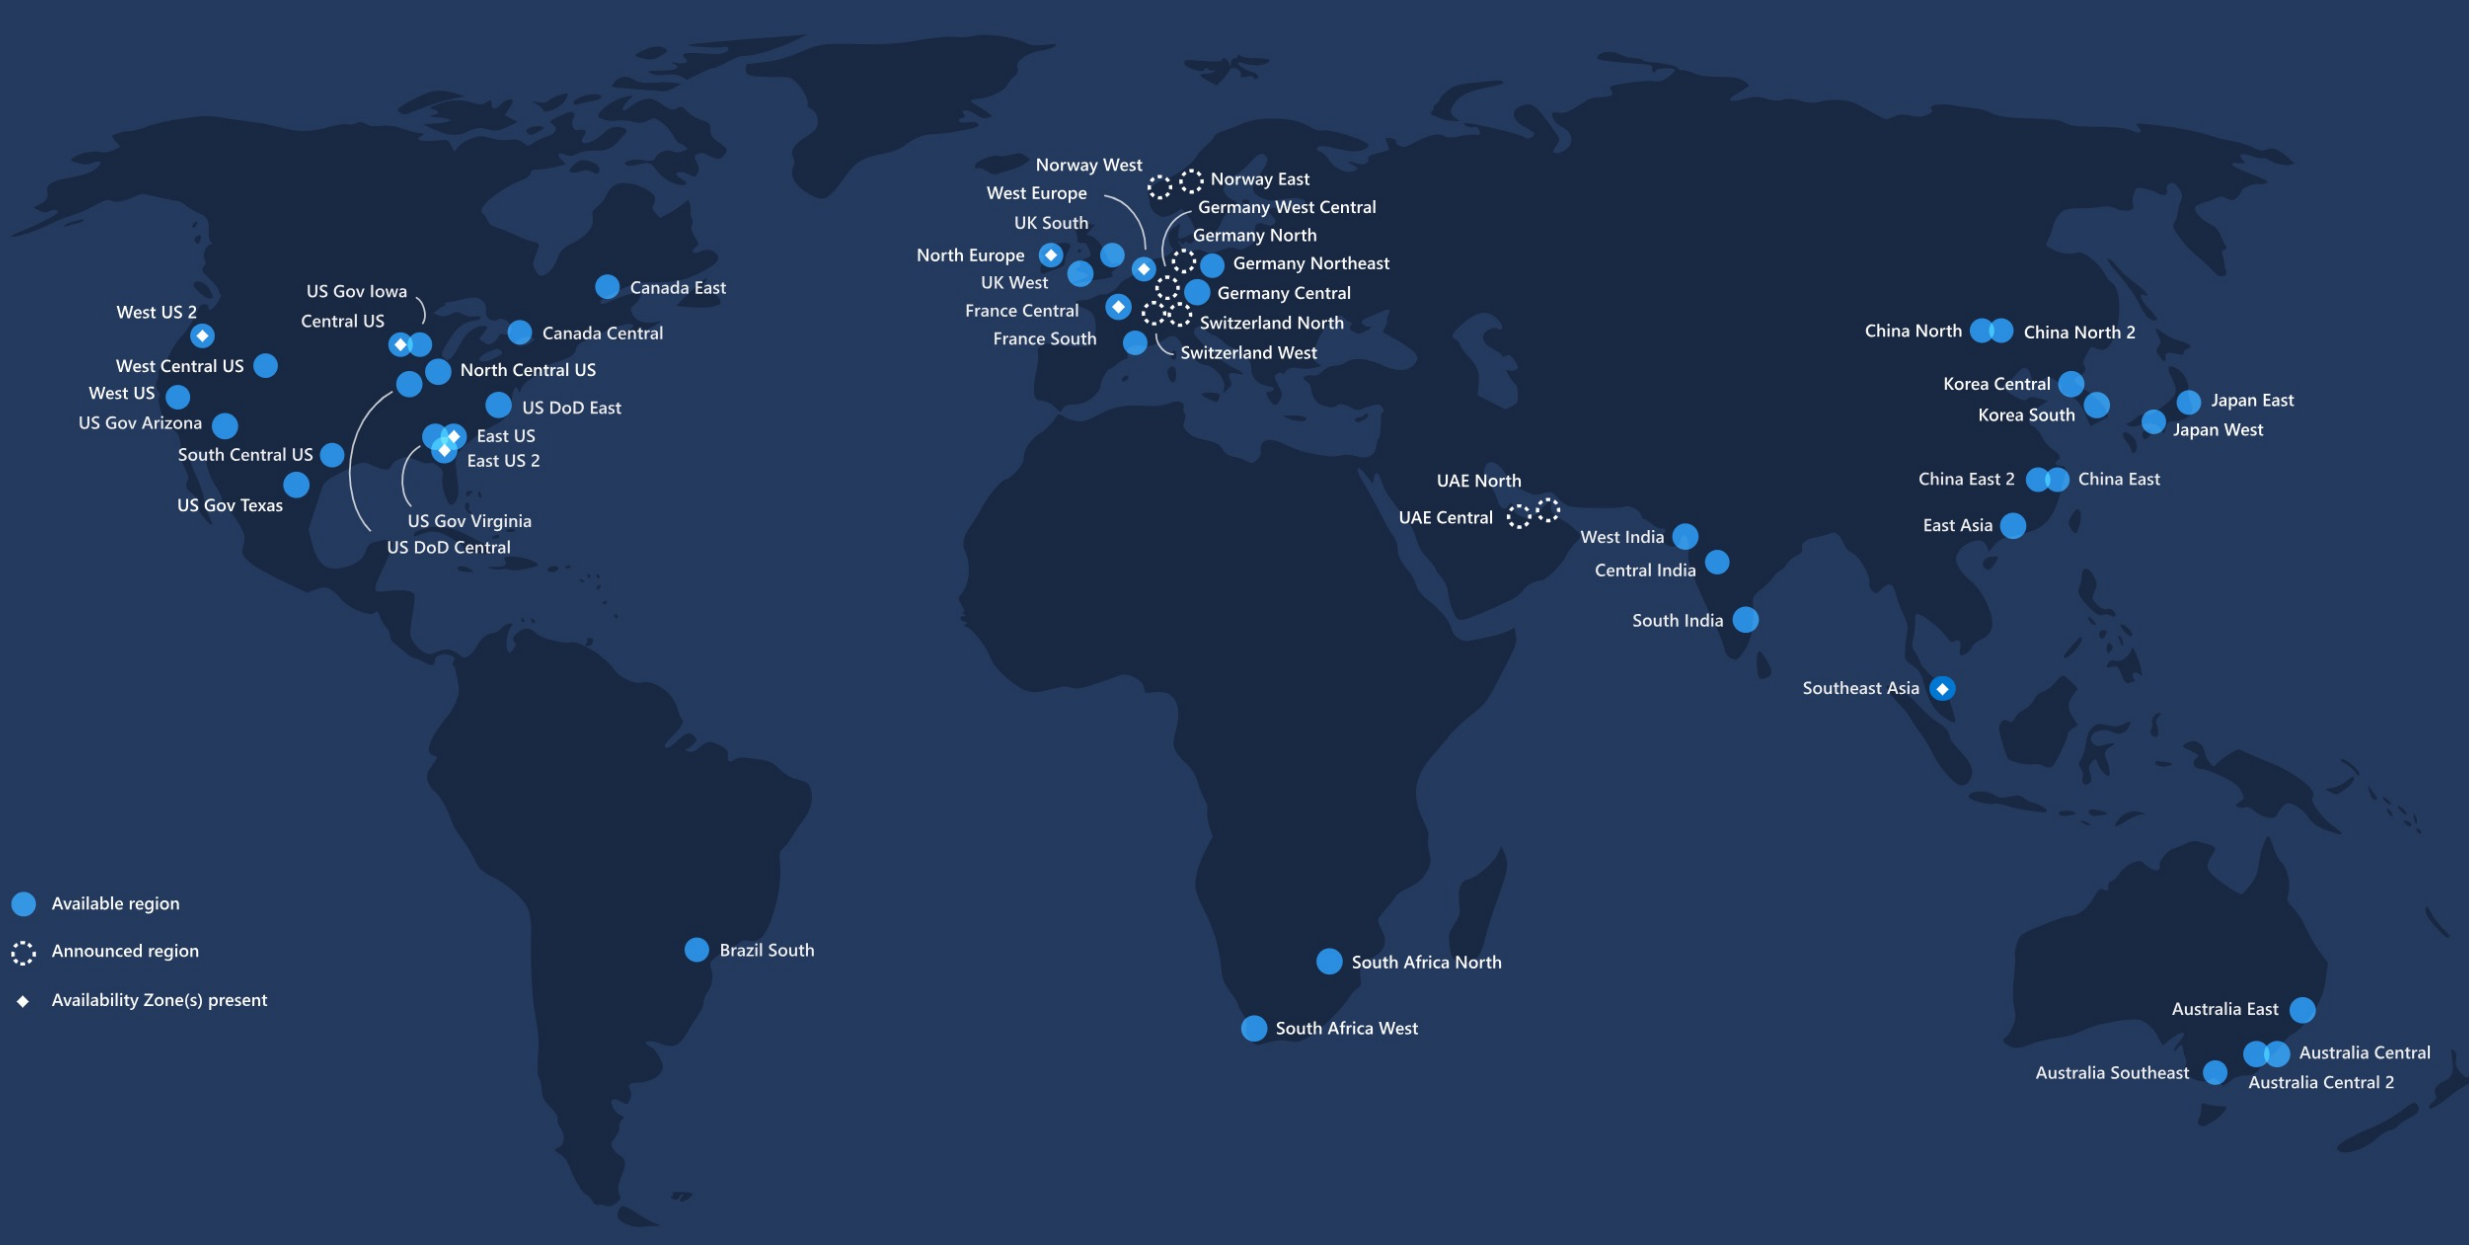 Norway West
Norway East
West Europe
Germany West Central
UK South
Germany North
North Europe
Germany Northeast
UK West
Germany Central
France Central
Switzerland North
France South
Switzerland West
US Gov Iowa
Canada East
West US 2
Central US
Canada Central
West Central US
North Central US
West US
US DoD East
US Gov Arizona
East US
South Central US
East US 2
US Gov Texas
US Gov Virginia
US DoD Central
China North
China North 2
Korea Central
Japan East
Korea South
Japan West
UAE North
China East 2
China East
UAE Central
East Asia
West India
Central India
South India
Southeast Asia
Available region
Announced region
Availability Zone(s) present
Brazil South
South Africa North
South Africa West
Australia East
Australia Central
Australia Southeast
Australia Central 2